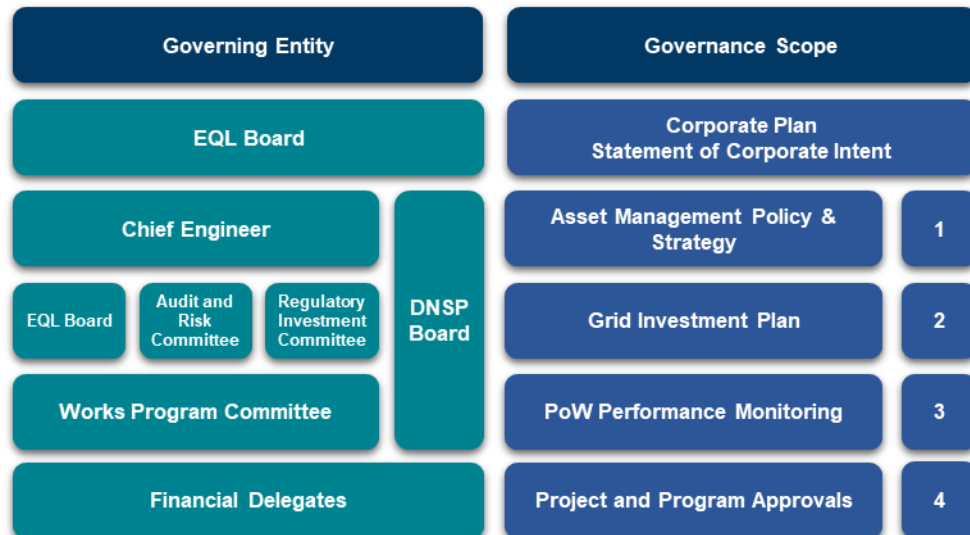 Governing Entity
Governance Scope
EQL Board
Corporate Plan
Statement of Corporate Intent
Chief Engineer
DNSP
Board
Asset Management Policy &
Strategy
1
EQL Board
Audit and
Risk
Committee
Regulatory
Investment
Committee
Grid Investment Plan
2
Works Program Committee
PoW Performance Monitoring
3
Financial Delegates
Project and Program Approvals
4